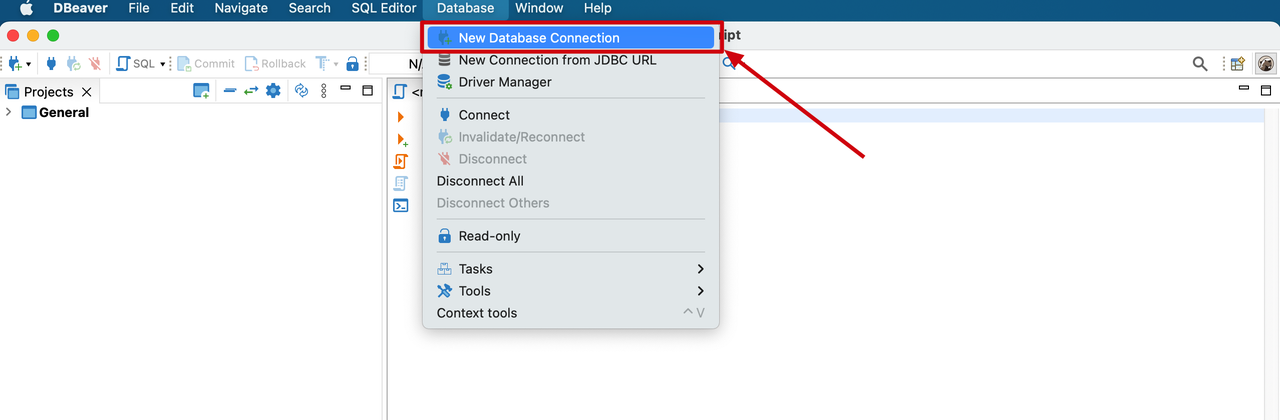 DBeaver File Edit Navigate Search SQL Editor Database Window Help
New Database Connection
ipt
New Connection from JDBC URL
Driver Manager
SQL Commit Rollback T N/
Projects
General
Connect
Invalidate/Reconnect
Disconnect
Disconnect All
Disconnect Others
Read-only
Tasks
Tools
Context tools ^ V